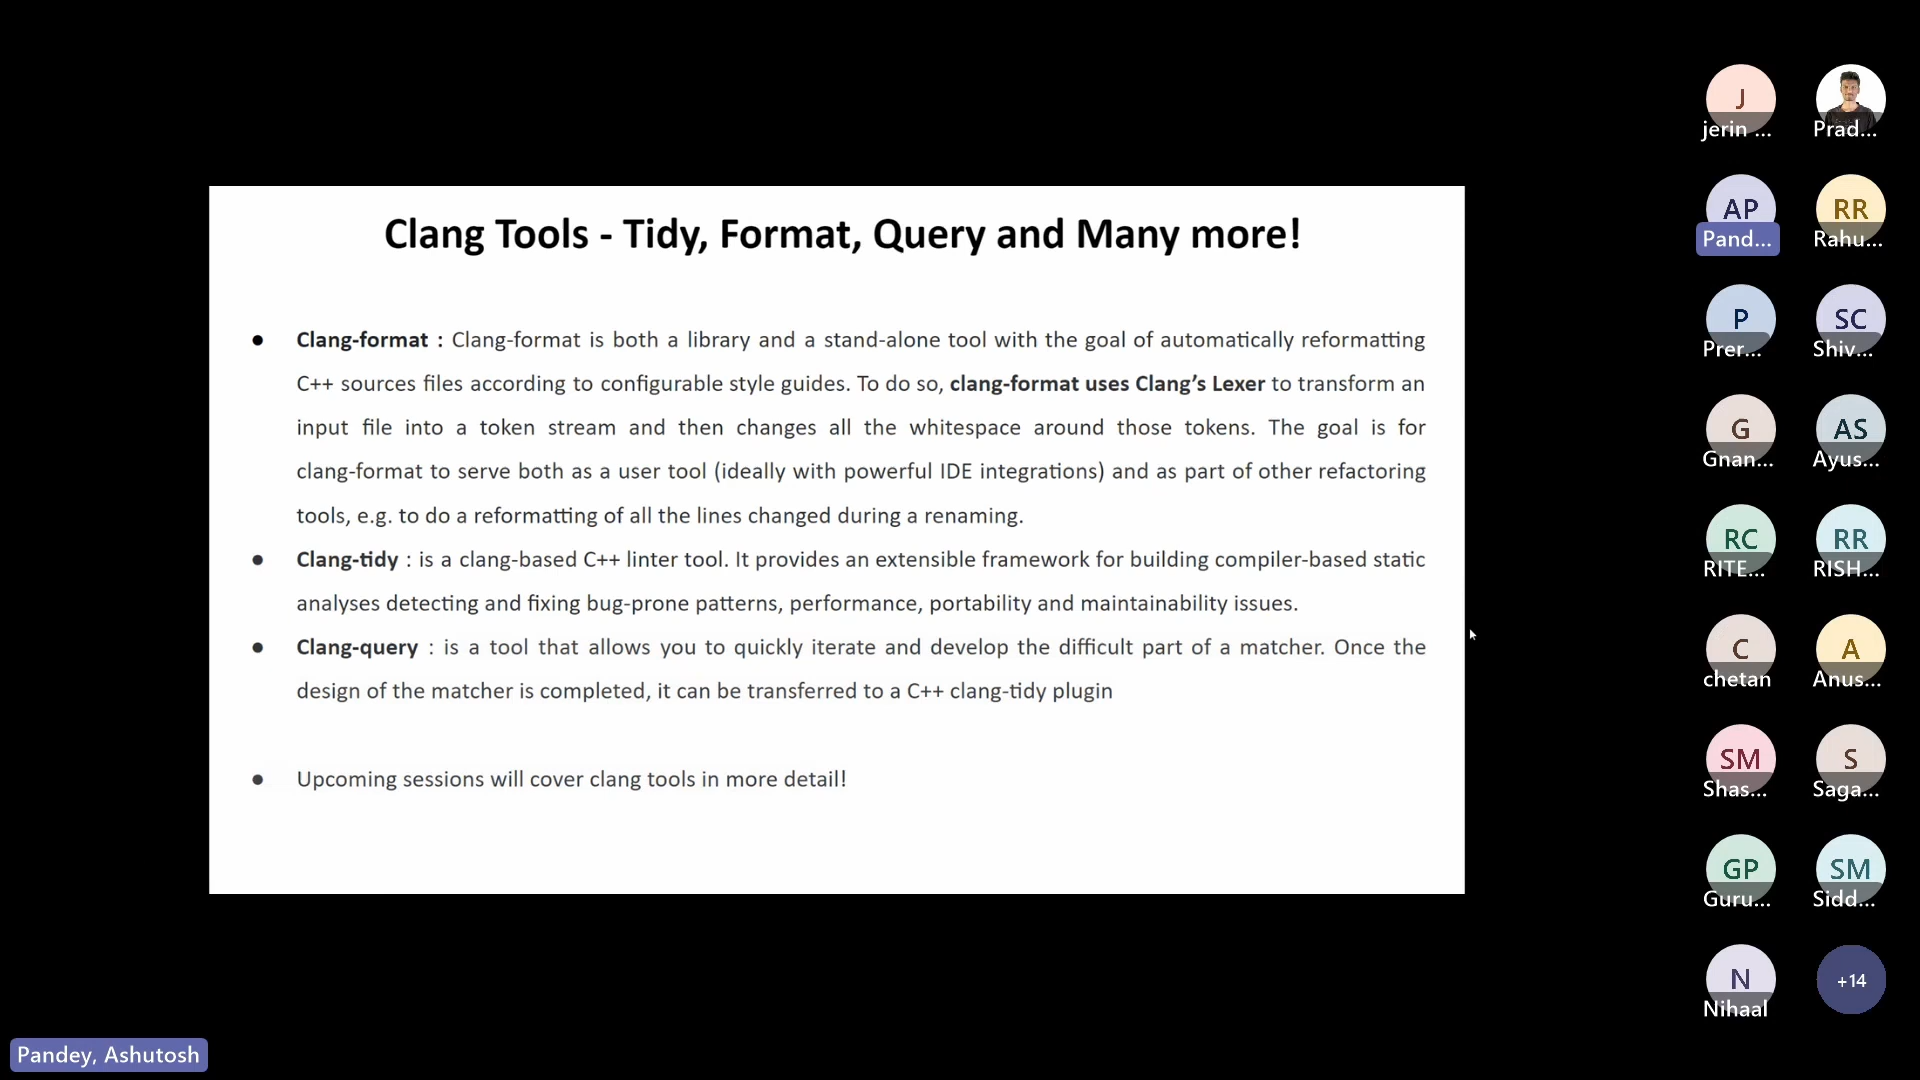 Clang Tools - Tidy, Format, Query and Many more!
● Clang-format : Clang-format is both a library and a stand-alone tool with the goal of automatically reformatting
C++ sources files according to configurable style guides. To do so, clang-format uses Clang’s Lexer to transform an
input file into a token stream and then changes all the whitespace around those tokens. The goal is for
clang-format to serve both as a user tool (ideally with powerful IDE integrations) and as part of other refactoring
tools, e.g. to do a reformatting of all the lines changed during a renaming.
● Clang-tidy : is a clang-based C++ linter tool. It provides an extensible framework for building compiler-based static
analyses detecting and fixing bug-prone patterns, performance, portability and maintainability issues.
● Clang-query : is a tool that allows you to quickly iterate and develop the difficult part of a matcher. Once the
design of the matcher is completed, it can be transferred to a C++ clang-tidy plugin
● Upcoming sessions will cover clang tools in more detail!
J
jerin ...
Prad...
AP
Pand...
RR
Rahu...
P
Prer...
SC
Shiv...
G
Gnan...
AS
Ayus...
RC
RITE...
RR
RISH...
C
chetan
A
Anus...
SM
Shas...
S
Saga...
GP
Guru...
SM
Sidd...
N
Nihaal
+14
Pandey, Ashutosh